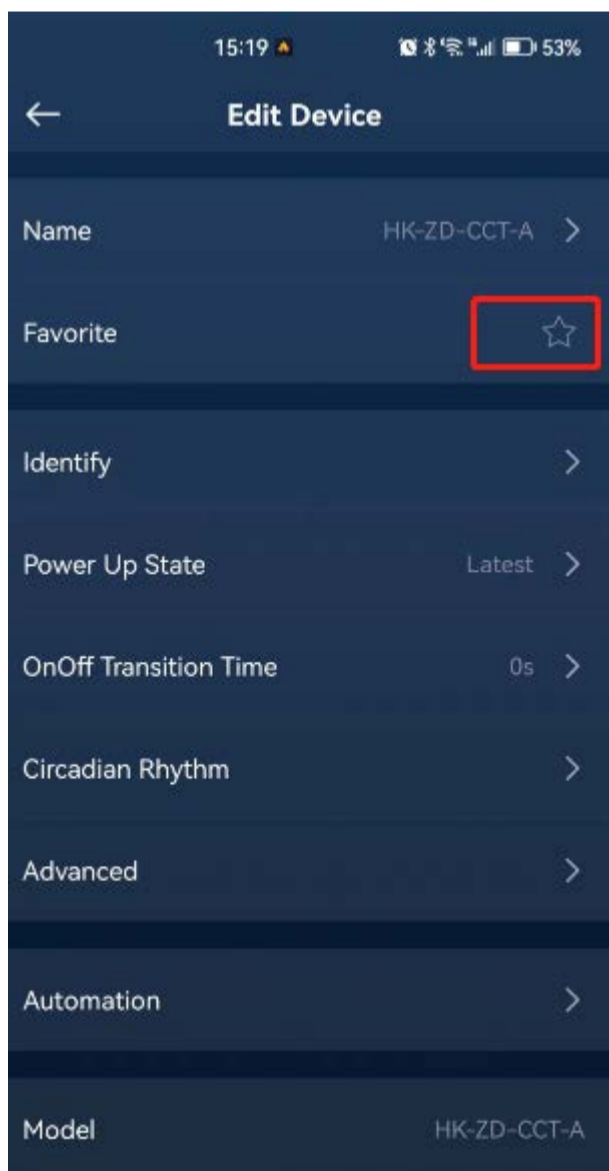 15:19 53%
Edit Device
Name HK-ZD-CCT-A
Favorite
Identify
Power Up State Latest
OnOff Transition Time 0s
Circadian Rhythm
Advanced
Automation
Model HK-ZD-CCT-A